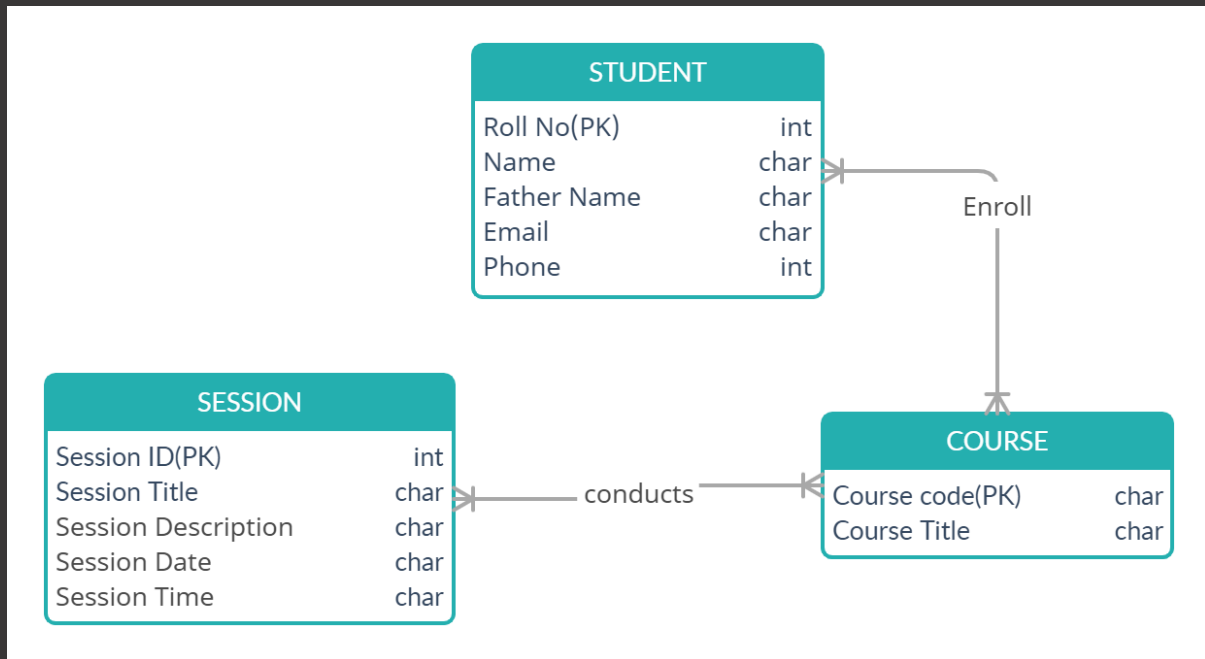 STUDENT
Roll No(PK) int
Name char
Father Name char
Email char
Phone int
Enroll
SESSION
Session ID(PK) int
Session Title char
Session Description char
Session Date char
Session Time char
conducts
COURSE
Course code(PK) char
Course Title char